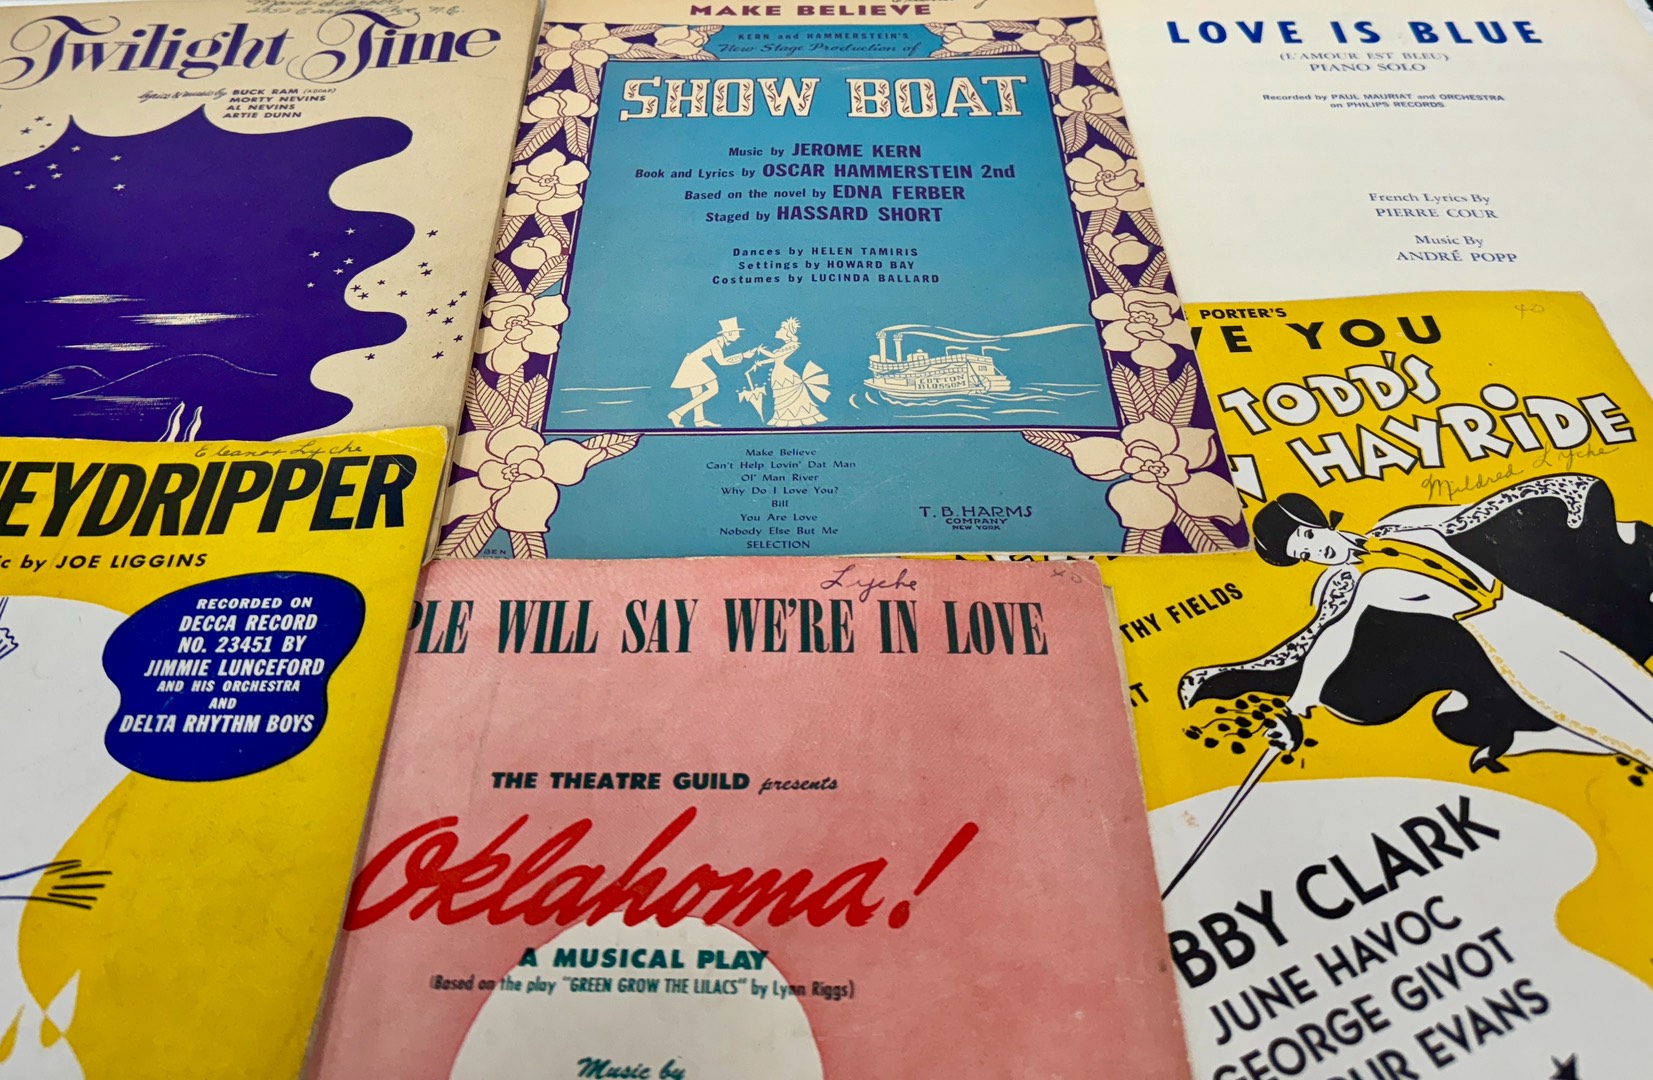 Twilight Time
lyrics & music by BUCK RAM (ASCAP)
MORTY NEVINS
AL NEVINS
ARTIE DUNN
MAKE BELIEVE
KERN and HAMMERSTEIN'S
New Stage Production of
SHOW BOAT
Music by JEROME KERN
Book and Lyrics by OSCAR HAMMERSTEIN 2nd
Based on the novel by EDNA FERBER
Staged by HASSARD SHORT
Dances by HELEN TAMIRIS
Settings by HOWARD BAY
Costumes by LUCINDA BALLARD
COTTON
BLOSSOM
Make Believe
Can't Help Lovin' Dat Man
Ol' Man River
Why Do I Love You?
Bill
You Are Love
Nobody Else But Me
SELECTION
T. B. HARMS
COMPANY
NEW YORK
BEN
LOVE IS BLUE
(L'AMOUR EST BLEU)
PIANO SOLO
Recorded by PAUL MAURIAT and ORCHESTRA
on PHILIPS RECORDS
French Lyrics By
PIERRE COUR
Music By
ANDRÉ POPP
PORTER'S
40
VE YOU
TODD'S
HAYRIDE
Mildred Lyche
THY FIELDS
BBY CLARK
JUNE HAVOC
GEORGE GIVOT
UR EVANS
Eleanor Lyche
EYDRIPPER
c by JOE LIGGINS
RECORDED ON
DECCA RECORD
NO. 23451 BY
JIMMIE LUNCEFORD
AND HIS ORCHESTRA
AND
DELTA RHYTHM BOYS
Lyche
PLE WILL SAY WE'RE IN LOVE
THE THEATRE GUILD presents
Oklahoma!
A MUSICAL PLAY
(Based on the play "GREEN GROW THE LILACS" by Lynn Riggs)
Music by